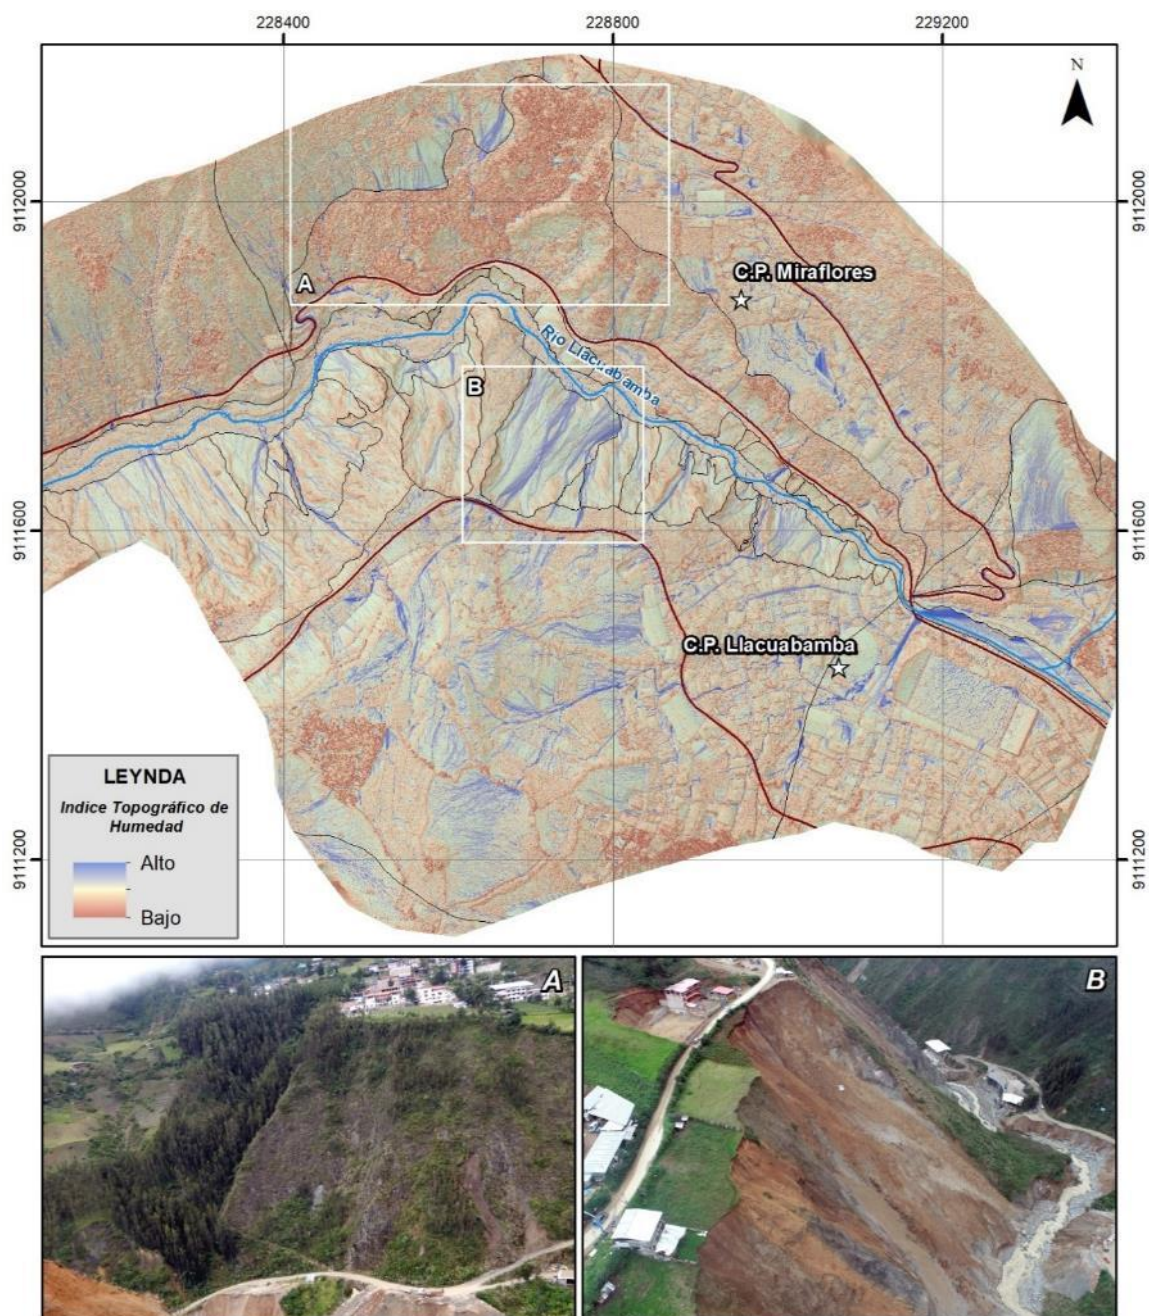 228400
228800
229200
N
9112000
9112000
C.P. Miraflores
A
Río Llacuabamba
B
9111600
9111600
C.P. Llacuabamba
LEYNDA
Indice Topográfico de
Humedad
Alto
Bajo
9111200
9111200
A
B